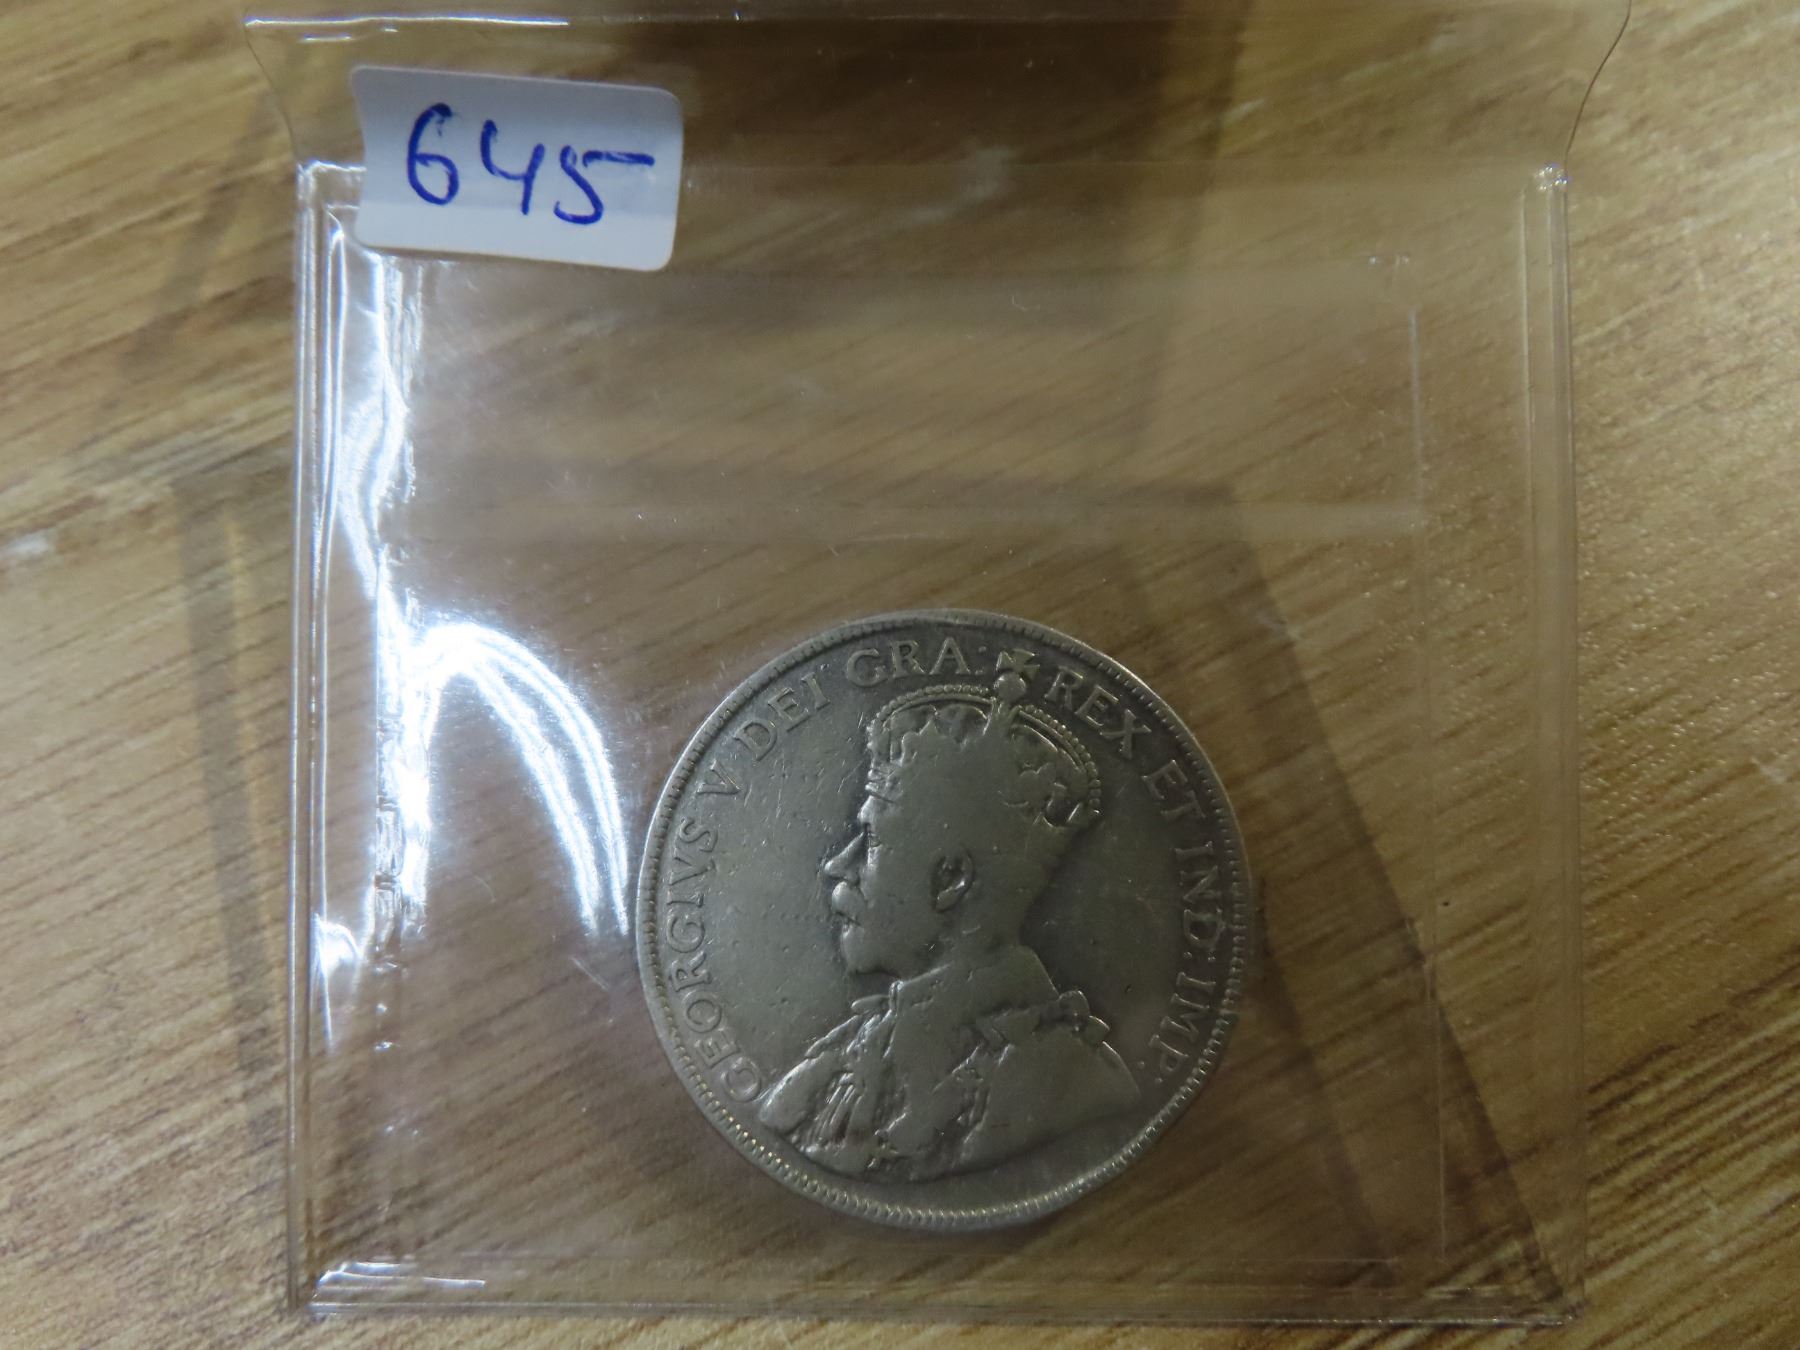 645
GEORGIVS V DEI GRA: REX ET IND: IMP: